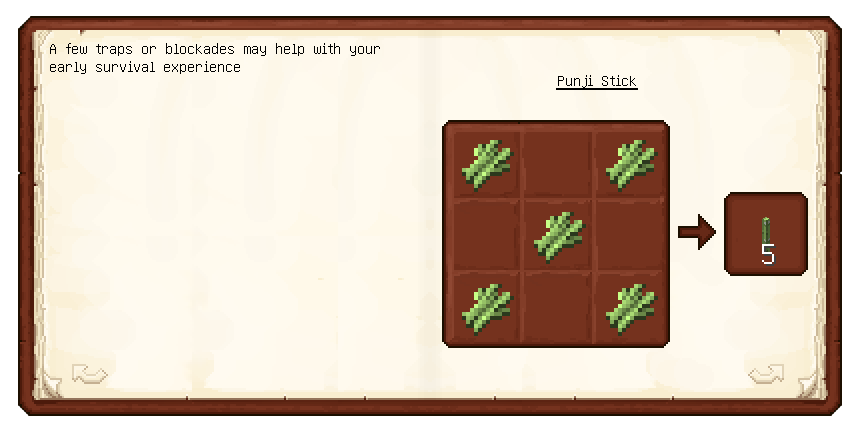 A few traps or blockades may help with your
early survival experience
Punji Stick
5